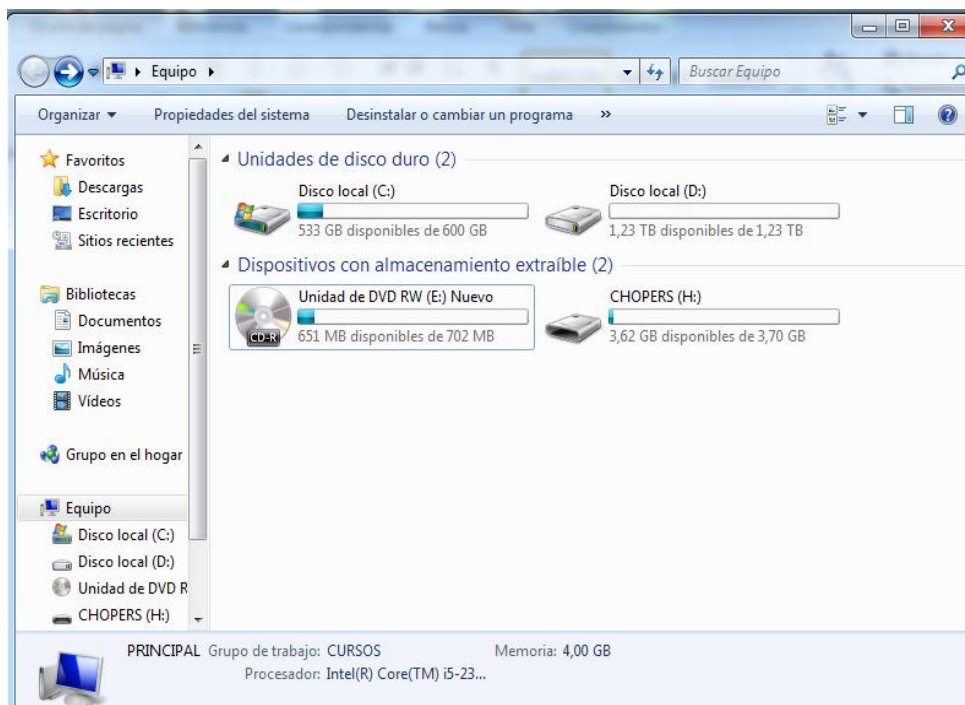 Equipo
Buscar Equipo
Organizar
Propiedades del sistema
Desinstalar o cambiar un programa
»
Favoritos
Descargas
Escritorio
Sitios recientes
Bibliotecas
Documentos
Imágenes
Música
Vídeos
Grupo en el hogar
Equipo
Disco local (C:)
Disco local (D:)
Unidad de DVD R
CHOPERS (H:)
Unidades de disco duro (2)
Disco local (C:)
533 GB disponibles de 600 GB
Disco local (D:)
1,23 TB disponibles de 1,23 TB
Dispositivos con almacenamiento extraíble (2)
Unidad de DVD RW (E:) Nuevo
CD-R
651 MB disponibles de 702 MB
CHOPERS (H:)
3,62 GB disponibles de 3,70 GB
PRINCIPAL Grupo de trabajo: CURSOS Memoria: 4,00 GB
Procesador: Intel(R) Core(TM) i5-23...